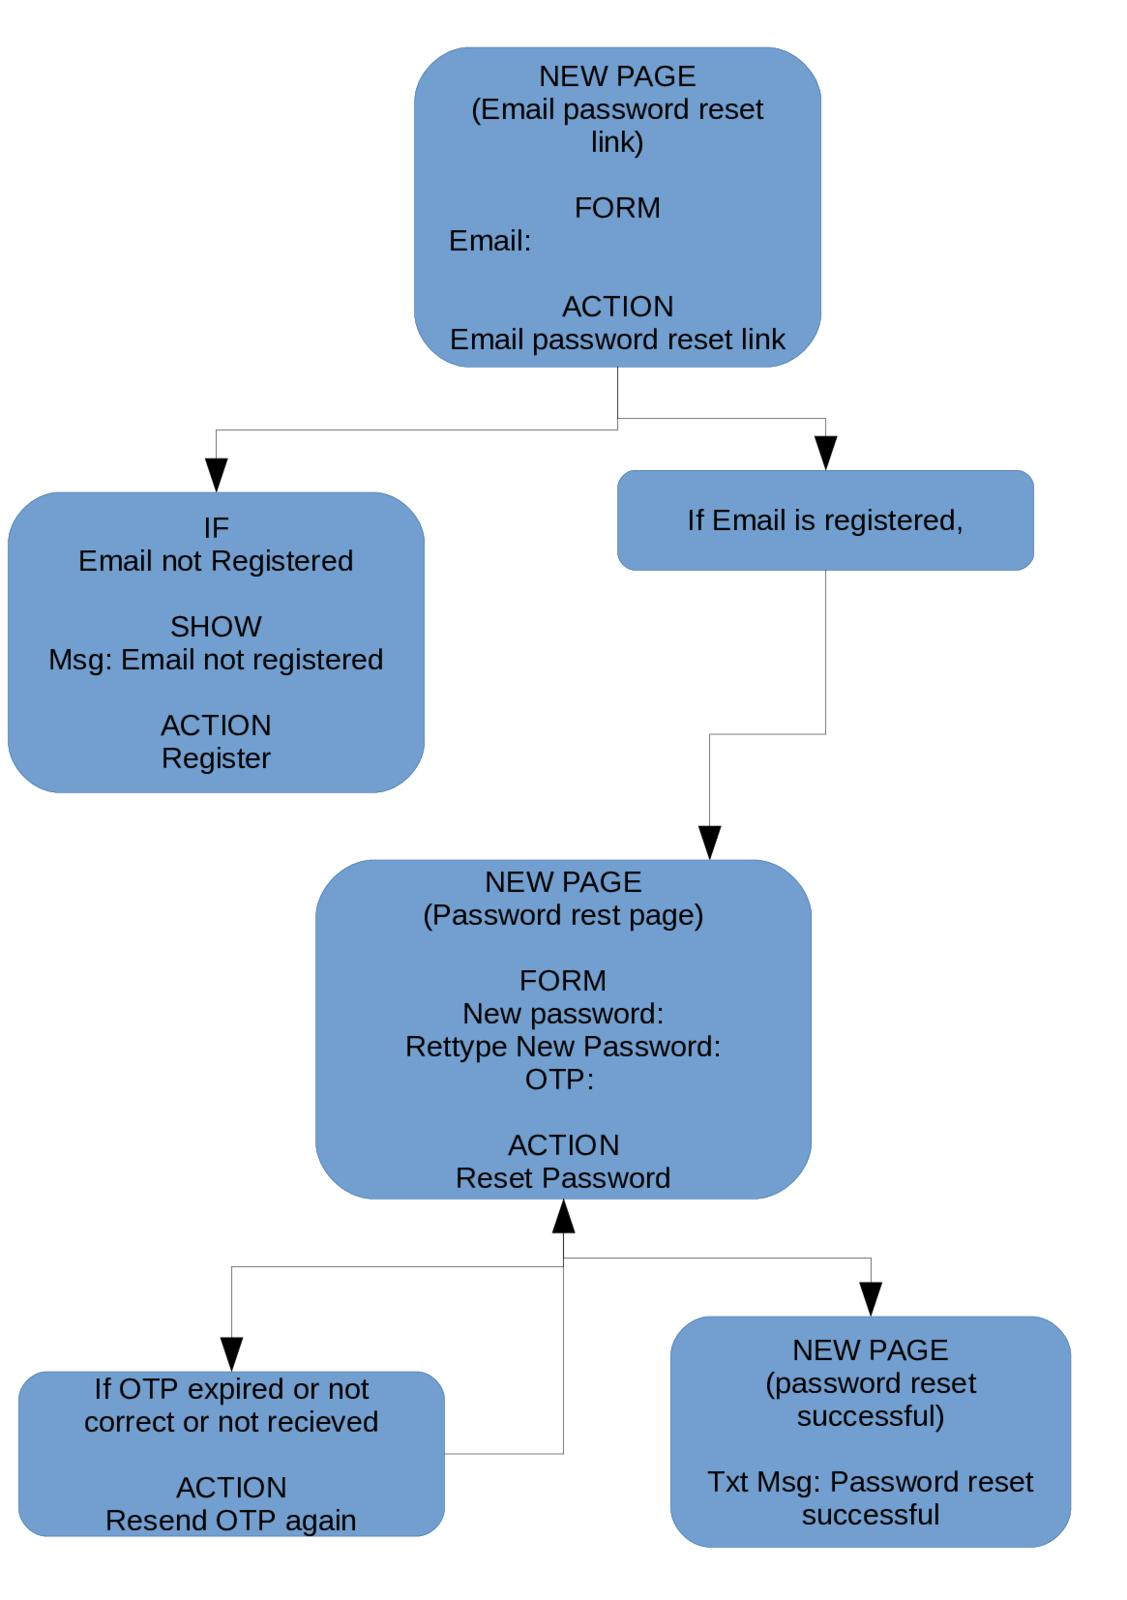 NEW PAGE
(Email password reset
link)
FORM
Email:
ACTION
Email password reset link
IF
Email not Registered
SHOW
Msg: Email not registered
ACTION
Register
If Email is registered,
NEW PAGE
(Password rest page)
FORM
New password:
Rettype New Password:
OTP:
ACTION
Reset Password
If OTP expired or not
correct or not recieved
ACTION
Resend OTP again
NEW PAGE
(password reset
successful)
Txt Msg: Password reset
successful